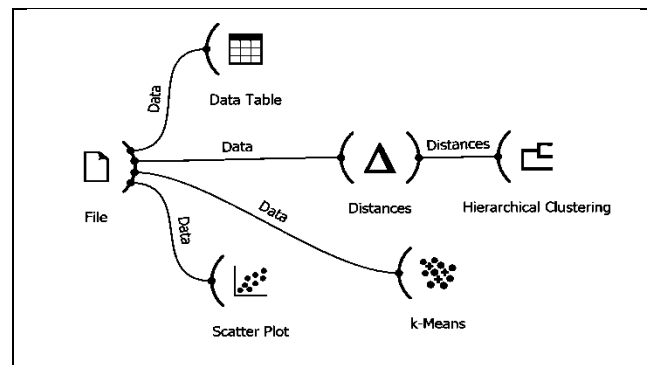 Data
Data Table
Data
Distances
File
Distances
Hierarchical Clustering
Data
Data
Scatter Plot
k-Means